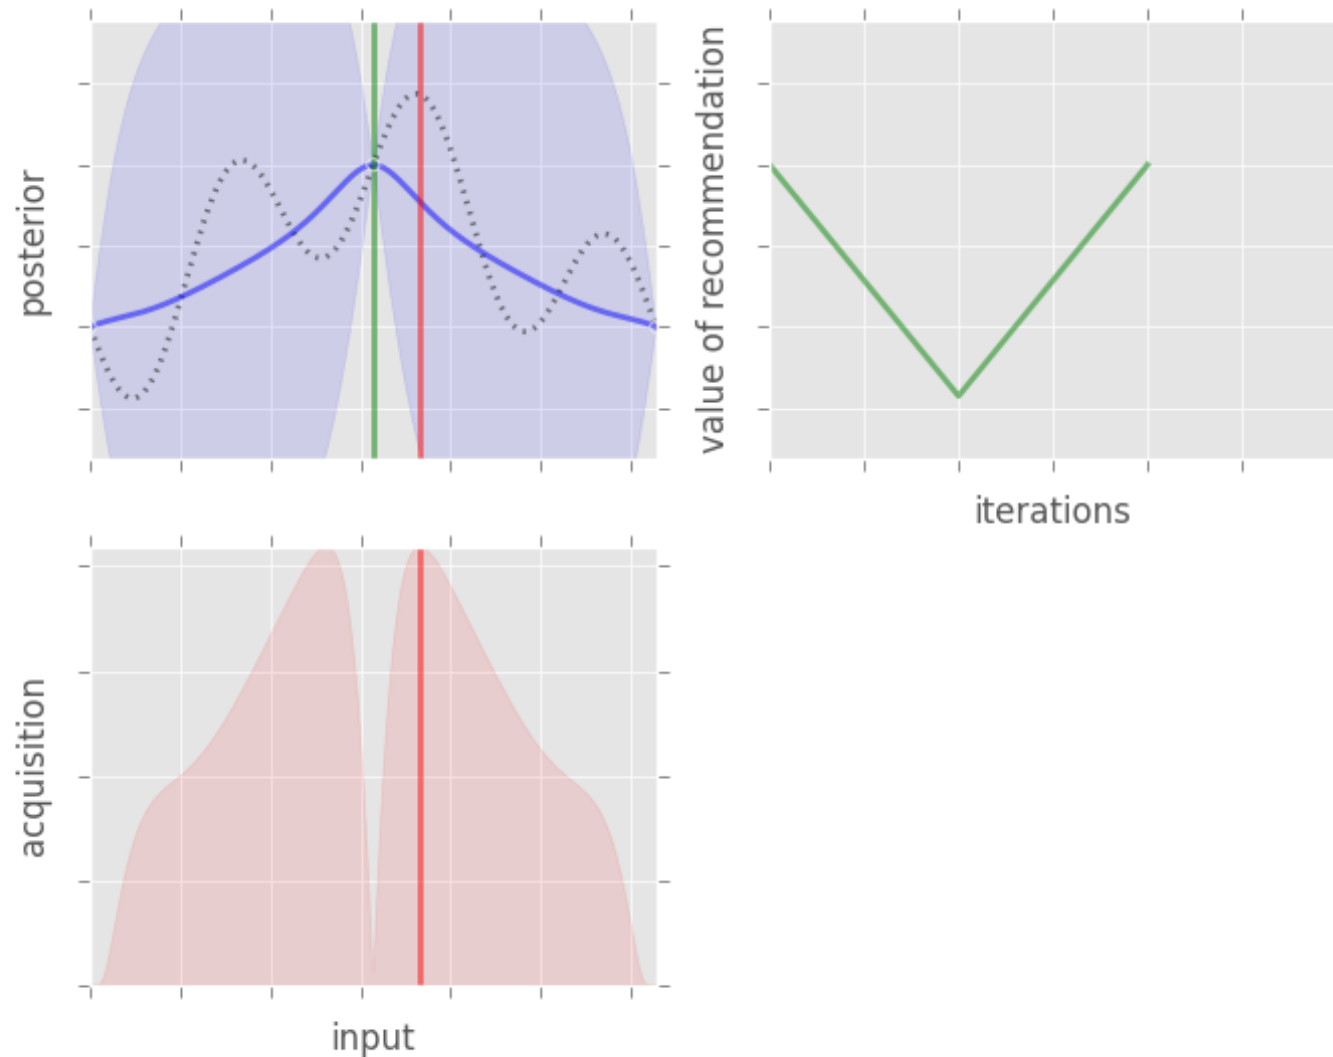 posterior
value of recommendation
iterations
acquisition
input